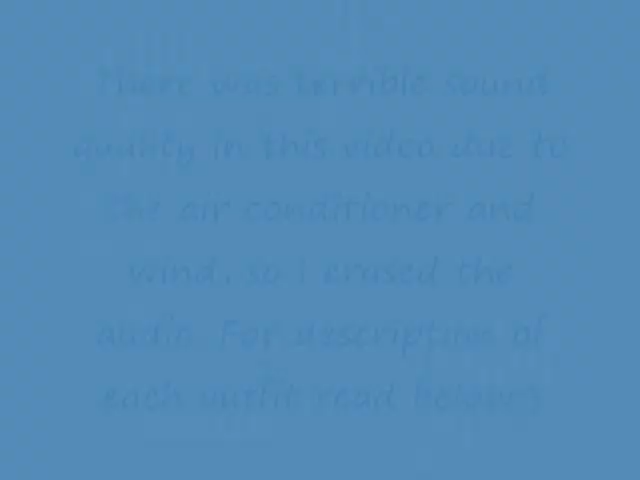 There was terrible sound
quality in this video due to
the air conditioner and
wind, so I erased the
audio. For description of
each outfit read